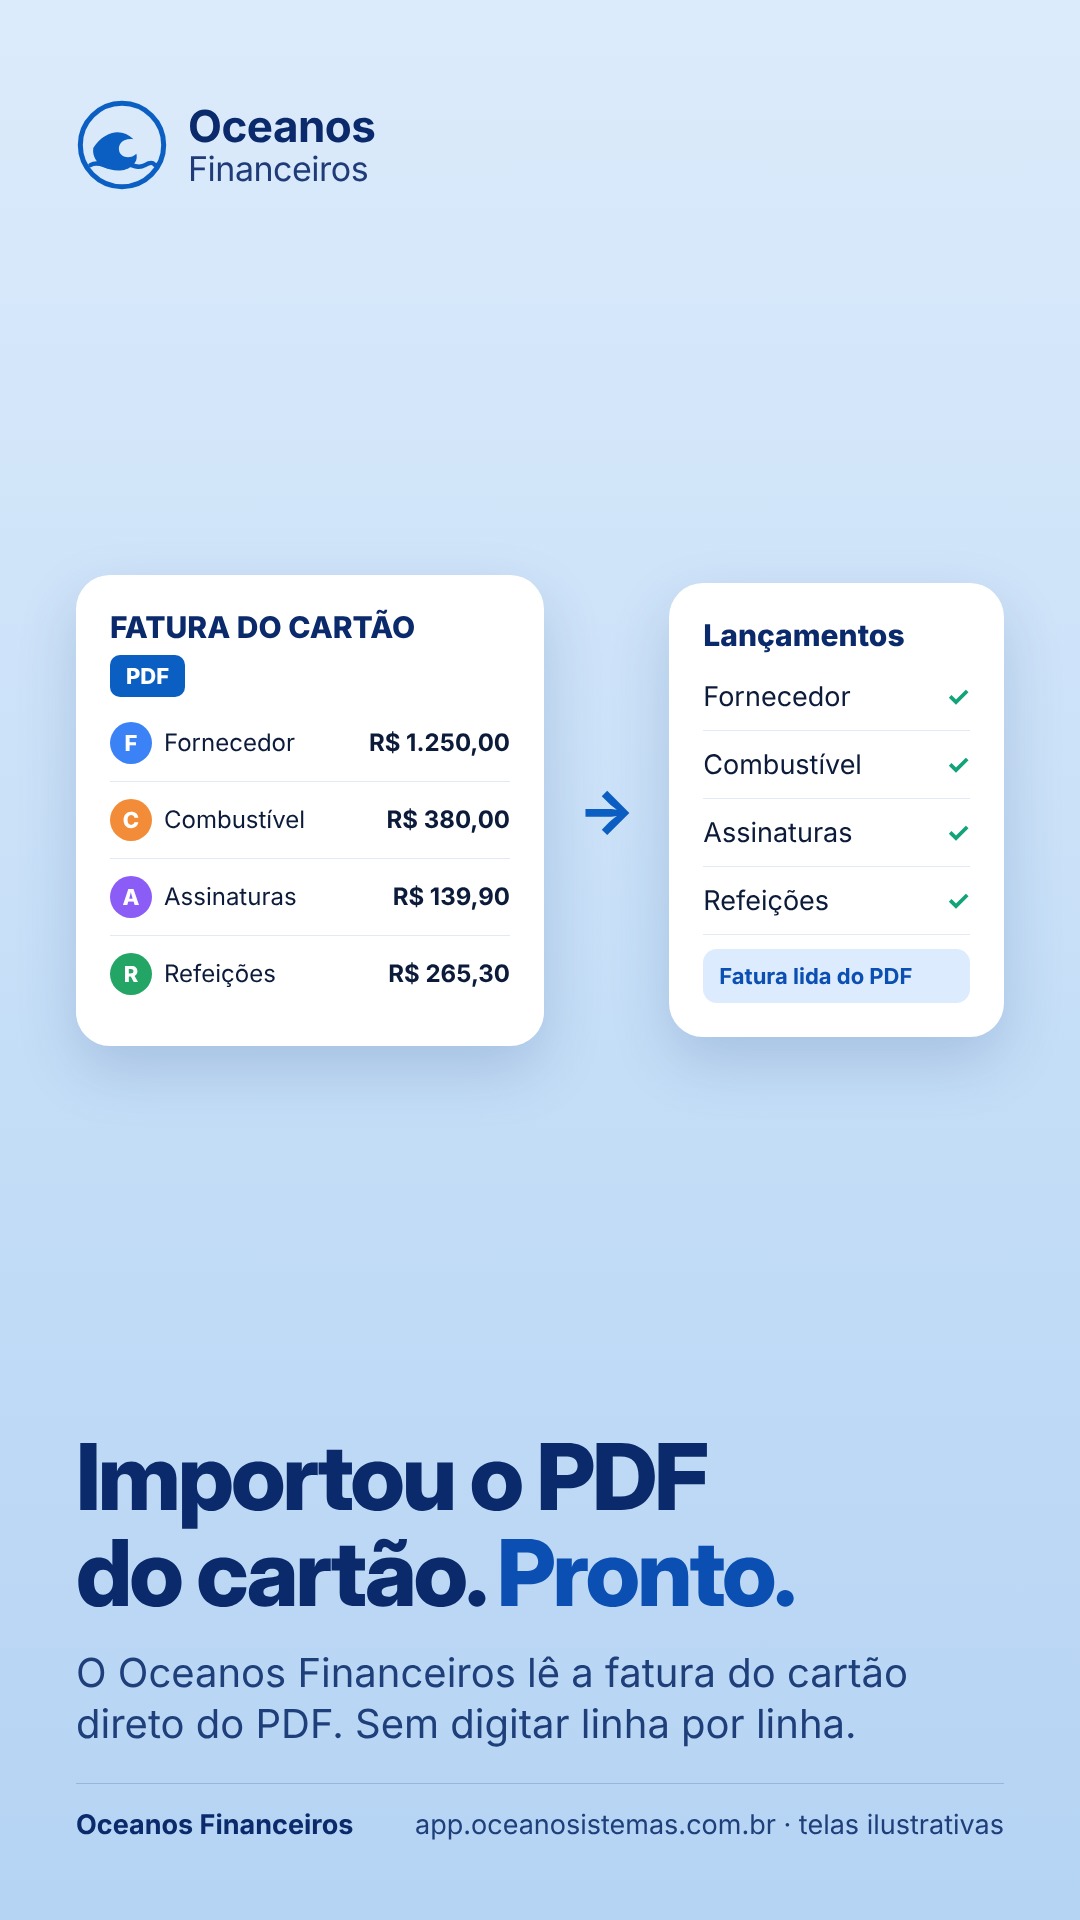 Oceanos
Financeiros
FATURA DO CARTÃO
PDF
F Fornecedor R$ 1.250,00
C Combustível R$ 380,00
A Assinaturas R$ 139,90
R Refeições R$ 265,30
→
Lançamentos
Fornecedor ✓
Combustível ✓
Assinaturas ✓
Refeições ✓
Fatura lida do PDF
Importou o PDF
do cartão. Pronto.
O Oceanos Financeiros lê a fatura do cartão
direto do PDF. Sem digitar linha por linha.
Oceanos Financeiros app.oceanosistemas.com.br · telas ilustrativas